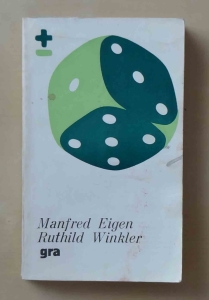 ±
Manfred Eigen
Ruthild Winkler
gra